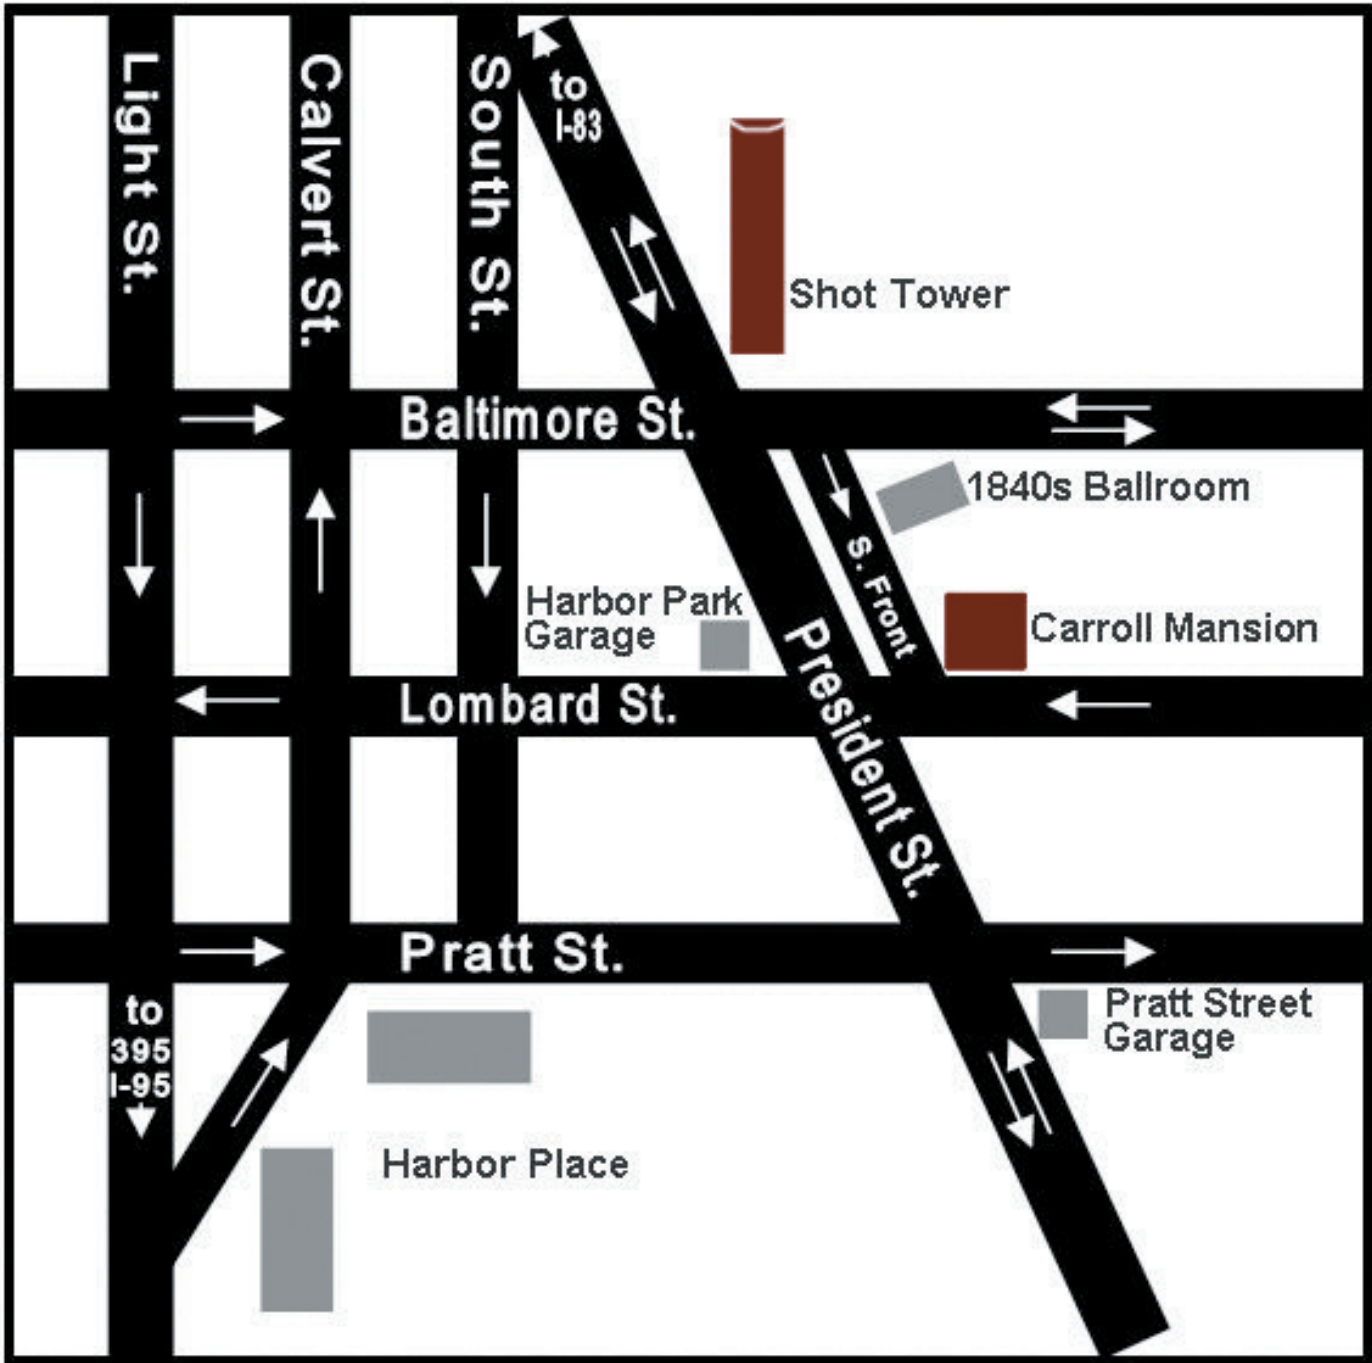 Light St.
Calvert St.
South St.
to
I-83
Shot Tower
Baltimore St.
1840s Ballroom
S. Front
Harbor Park
Garage
Carroll Mansion
President St.
Lombard St.
Pratt St.
to
395
I-95
Pratt Street
Garage
Harbor Place